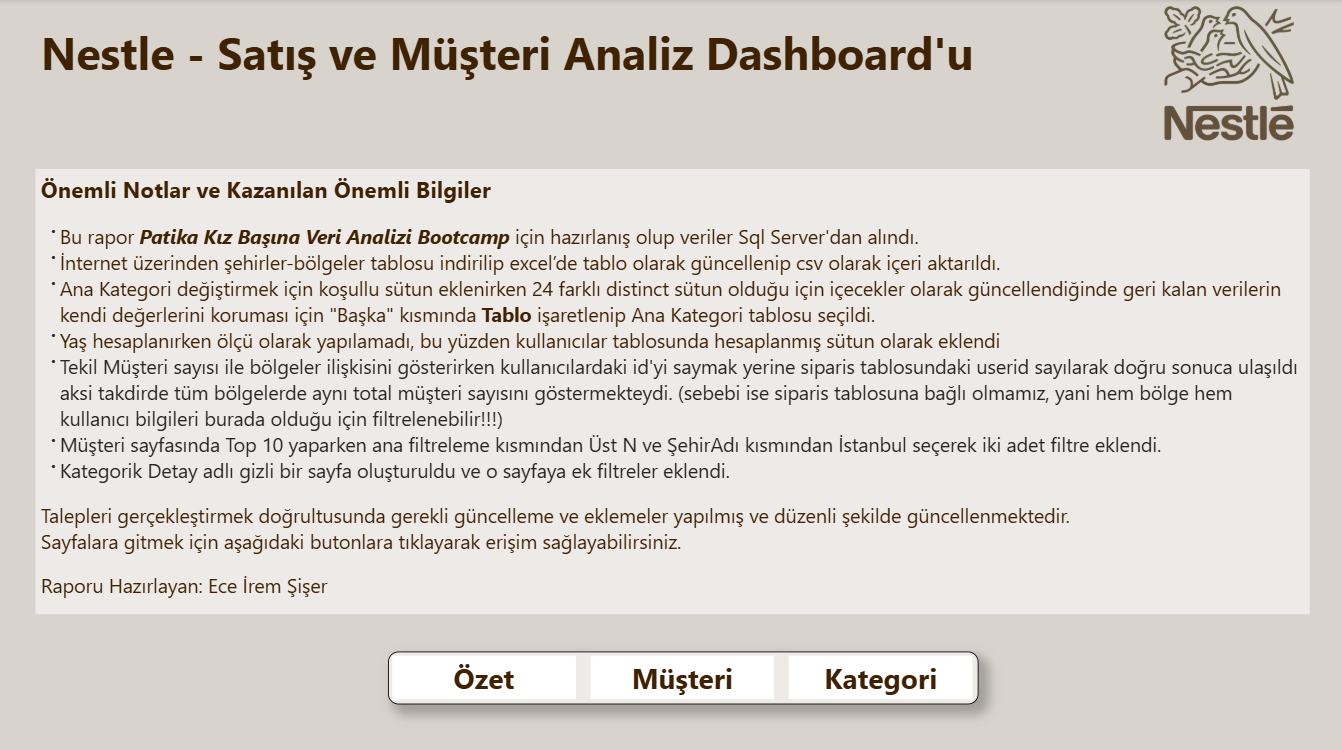 Nestle - Satış ve Müşteri Analiz Dashboard'u
Nestlé
Önemli Notlar ve Kazanılan Önemli Bilgiler
• Bu rapor Patika Kız Başına Veri Analizi Bootcamp için hazırlanış olup veriler Sql Server'dan alındı.
• İnternet üzerinden şehirler-bölgeler tablosu indirilip excel’de tablo olarak güncellenip csv olarak içeri aktarıldı.
• Ana Kategori değiştirmek için koşullu sütun eklenirken 24 farklı distinct sütun olduğu için içecekler olarak güncellendiğinde geri kalan verilerin
kendi değerlerini koruması için "Başka" kısmında Tablo işaretlenip Ana Kategori tablosu seçildi.
• Yaş hesaplanırken ölçü olarak yapılamadı, bu yüzden kullanıcılar tablosunda hesaplanmış sütun olarak eklendi
• Tekil Müşteri sayısı ile bölgeler ilişkisini gösterirken kullanıcılardaki id'yi saymak yerine siparis tablosundaki userid sayılarak doğru sonuca ulaşıldı
aksi takdirde tüm bölgelerde aynı total müşteri sayısını göstermekteydi. (sebebi ise siparis tablosuna bağlı olmamız, yani hem bölge hem
kullanıcı bilgileri burada olduğu için filtrelenebilir!!!)
• Müşteri sayfasında Top 10 yaparken ana filtreleme kısmından Üst N ve ŞehirAdı kısmından İstanbul seçerek iki adet filtre eklendi.
• Kategorik Detay adlı gizli bir sayfa oluşturuldu ve o sayfaya ek filtreler eklendi.
Talepleri gerçekleştirmek doğrultusunda gerekli güncelleme ve eklemeler yapılmış ve düzenli şekilde güncellenmektedir.
Sayfalara gitmek için aşağıdaki butonlara tıklayarak erişim sağlayabilirsiniz.
Raporu Hazırlayan: Ece İrem Şişer
Özet Müşteri Kategori